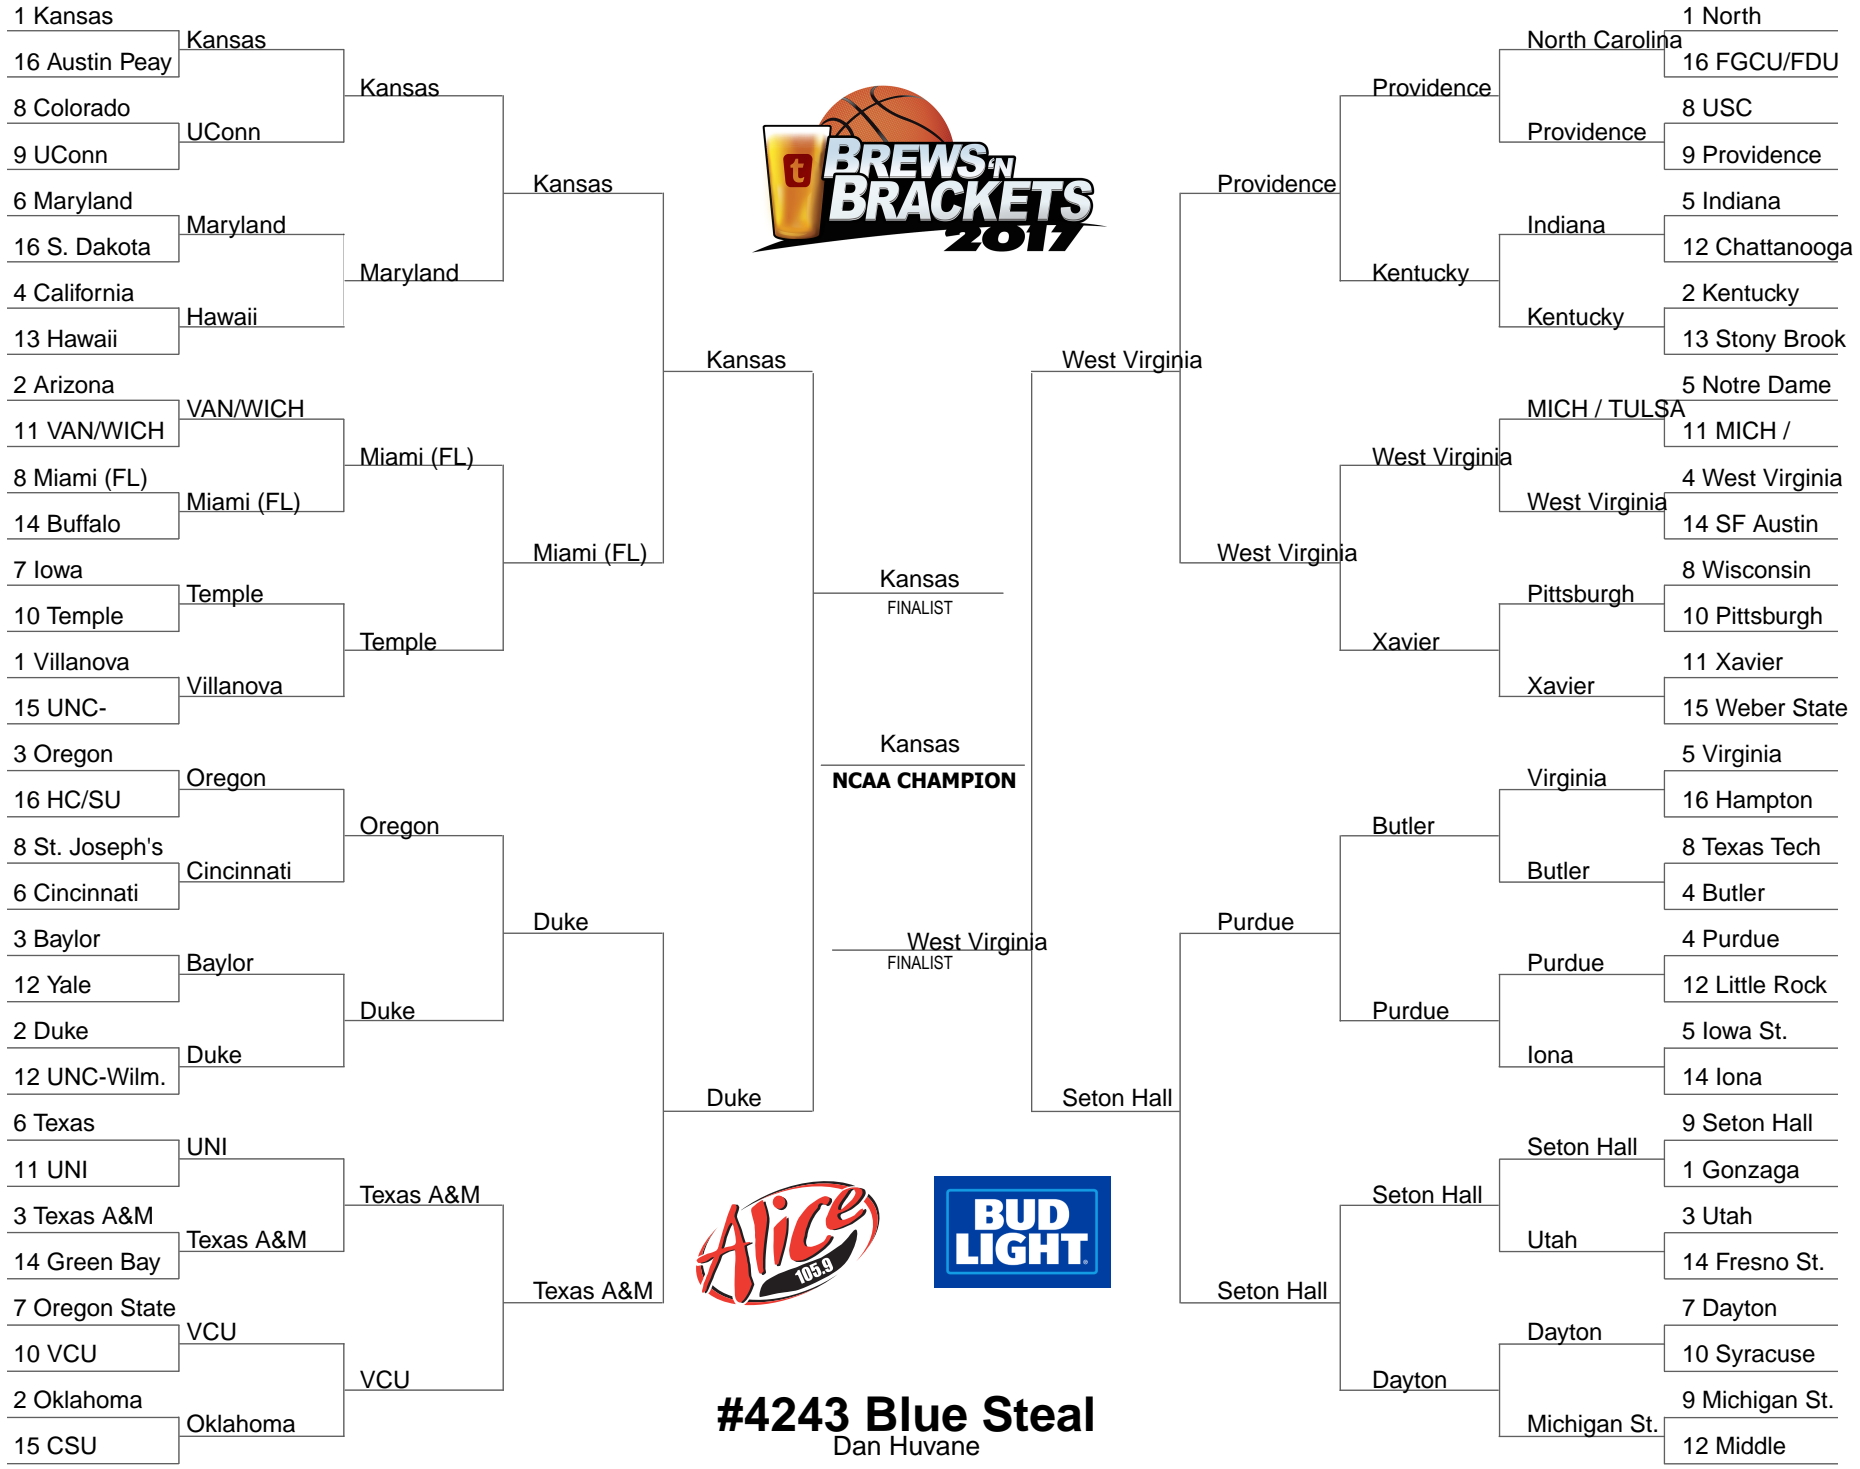 1 Kansas
16 Austin Peay
8 Colorado
9 UConn
6 Maryland
16 S. Dakota
4 California
13 Hawaii
2 Arizona
11 VAN/WICH
8 Miami (FL)
14 Buffalo
7 Iowa
10 Temple
1 Villanova
15 UNC-
3 Oregon
16 HC/SU
8 St. Joseph's
6 Cincinnati
3 Baylor
12 Yale
2 Duke
12 UNC-Wilm.
6 Texas
11 UNI
3 Texas A&M
14 Green Bay
7 Oregon State
10 VCU
2 Oklahoma
15 CSU
Kansas
UConn
Maryland
Hawaii
VAN/WICH
Miami (FL)
Temple
Villanova
Oregon
Cincinnati
Baylor
Duke
UNI
Texas A&M
VCU
Oklahoma
Kansas
Maryland
Miami (FL)
Temple
Oregon
Duke
Texas A&M
VCU
Kansas
Miami (FL)
Duke
Texas A&M
Kansas
Duke
t
BREWS 'N
BRACKETS
2017
Kansas
FINALIST
Kansas
NCAA CHAMPION
West Virginia
FINALIST
Alice
105.9
BUD
LIGHT
#4243 Blue Steal
Dan Huvane
West Virginia
Seton Hall
Providence
West Virginia
Purdue
Seton Hall
Providence
Kentucky
West Virginia
Xavier
Butler
Purdue
Seton Hall
Dayton
North Carolina
Providence
Indiana
Kentucky
MICH / TULSA
West Virginia
Pittsburgh
Xavier
Virginia
Butler
Purdue
Iona
Seton Hall
Utah
Dayton
Michigan St.
1 North
16 FGCU/FDU
8 USC
9 Providence
5 Indiana
12 Chattanooga
2 Kentucky
13 Stony Brook
5 Notre Dame
11 MICH /
4 West Virginia
14 SF Austin
8 Wisconsin
10 Pittsburgh
11 Xavier
15 Weber State
5 Virginia
16 Hampton
8 Texas Tech
4 Butler
4 Purdue
12 Little Rock
5 Iowa St.
14 Iona
9 Seton Hall
1 Gonzaga
3 Utah
14 Fresno St.
7 Dayton
10 Syracuse
9 Michigan St.
12 Middle